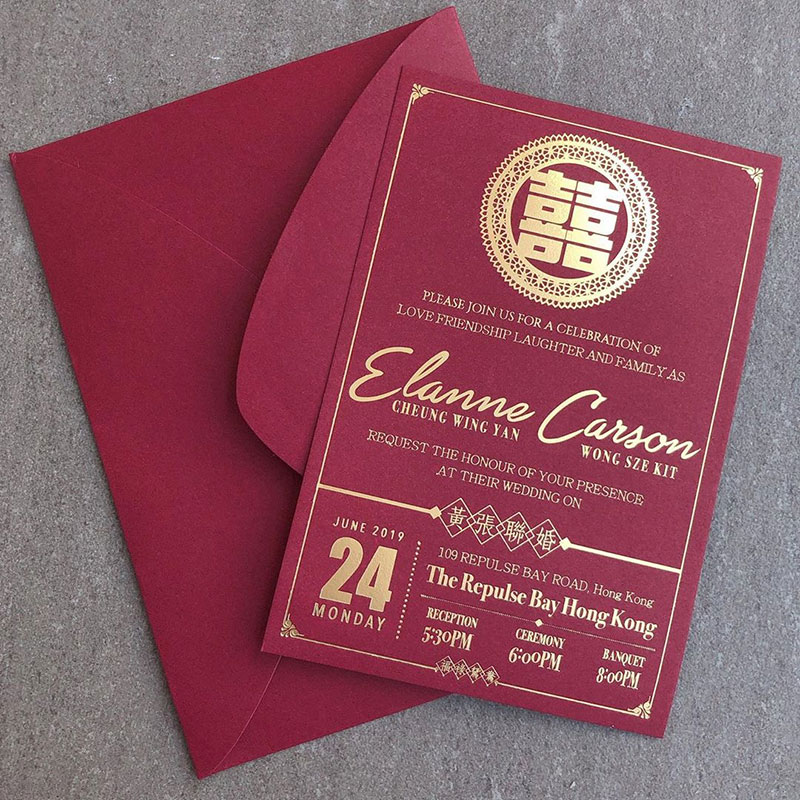 囍
PLEASE JOIN US FOR A CELEBRATION OF
LOVE FRIENDSHIP LAUGHTER AND FAMILY AS
Elanne Carson
CHEUNG WING YAN WONG SZE KIT
REQUEST THE HONOUR OF YOUR PRESENCE
AT THEIR WEDDING ON
黃張聯婚
JUNE 2019
24
MONDAY
109 REPULSE BAY ROAD, Hong Kong
The Repulse Bay Hong Kong
RECEPTION CEREMONY BANQUET
5:30PM 6:00PM 8:00PM